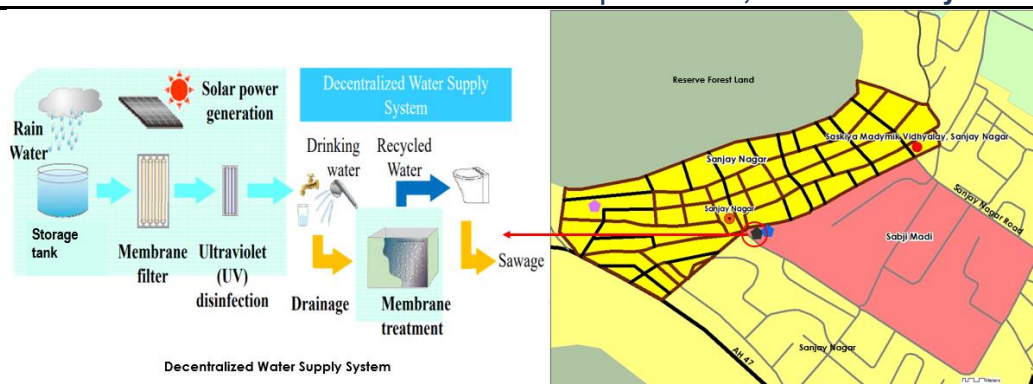 Solar power
generation
Rain
Water
Storage
tank
Membrane
filter
Ultraviolet
(UV)
disinfection
Decentralized Water Supply
System
Drinking
water
Recycled
Water
Drainage
Membrane
treatment
Sawage
Decentralized Water Supply System
Reserve Forest Land
Sanjay Nagar
Saskiya Madymik Vidhyalay, Sanjay Nagar
Sanjay Nagar
Sanjay Nagar Road
Sabji Madi
Sanjay Nagar
AH 47
Meters